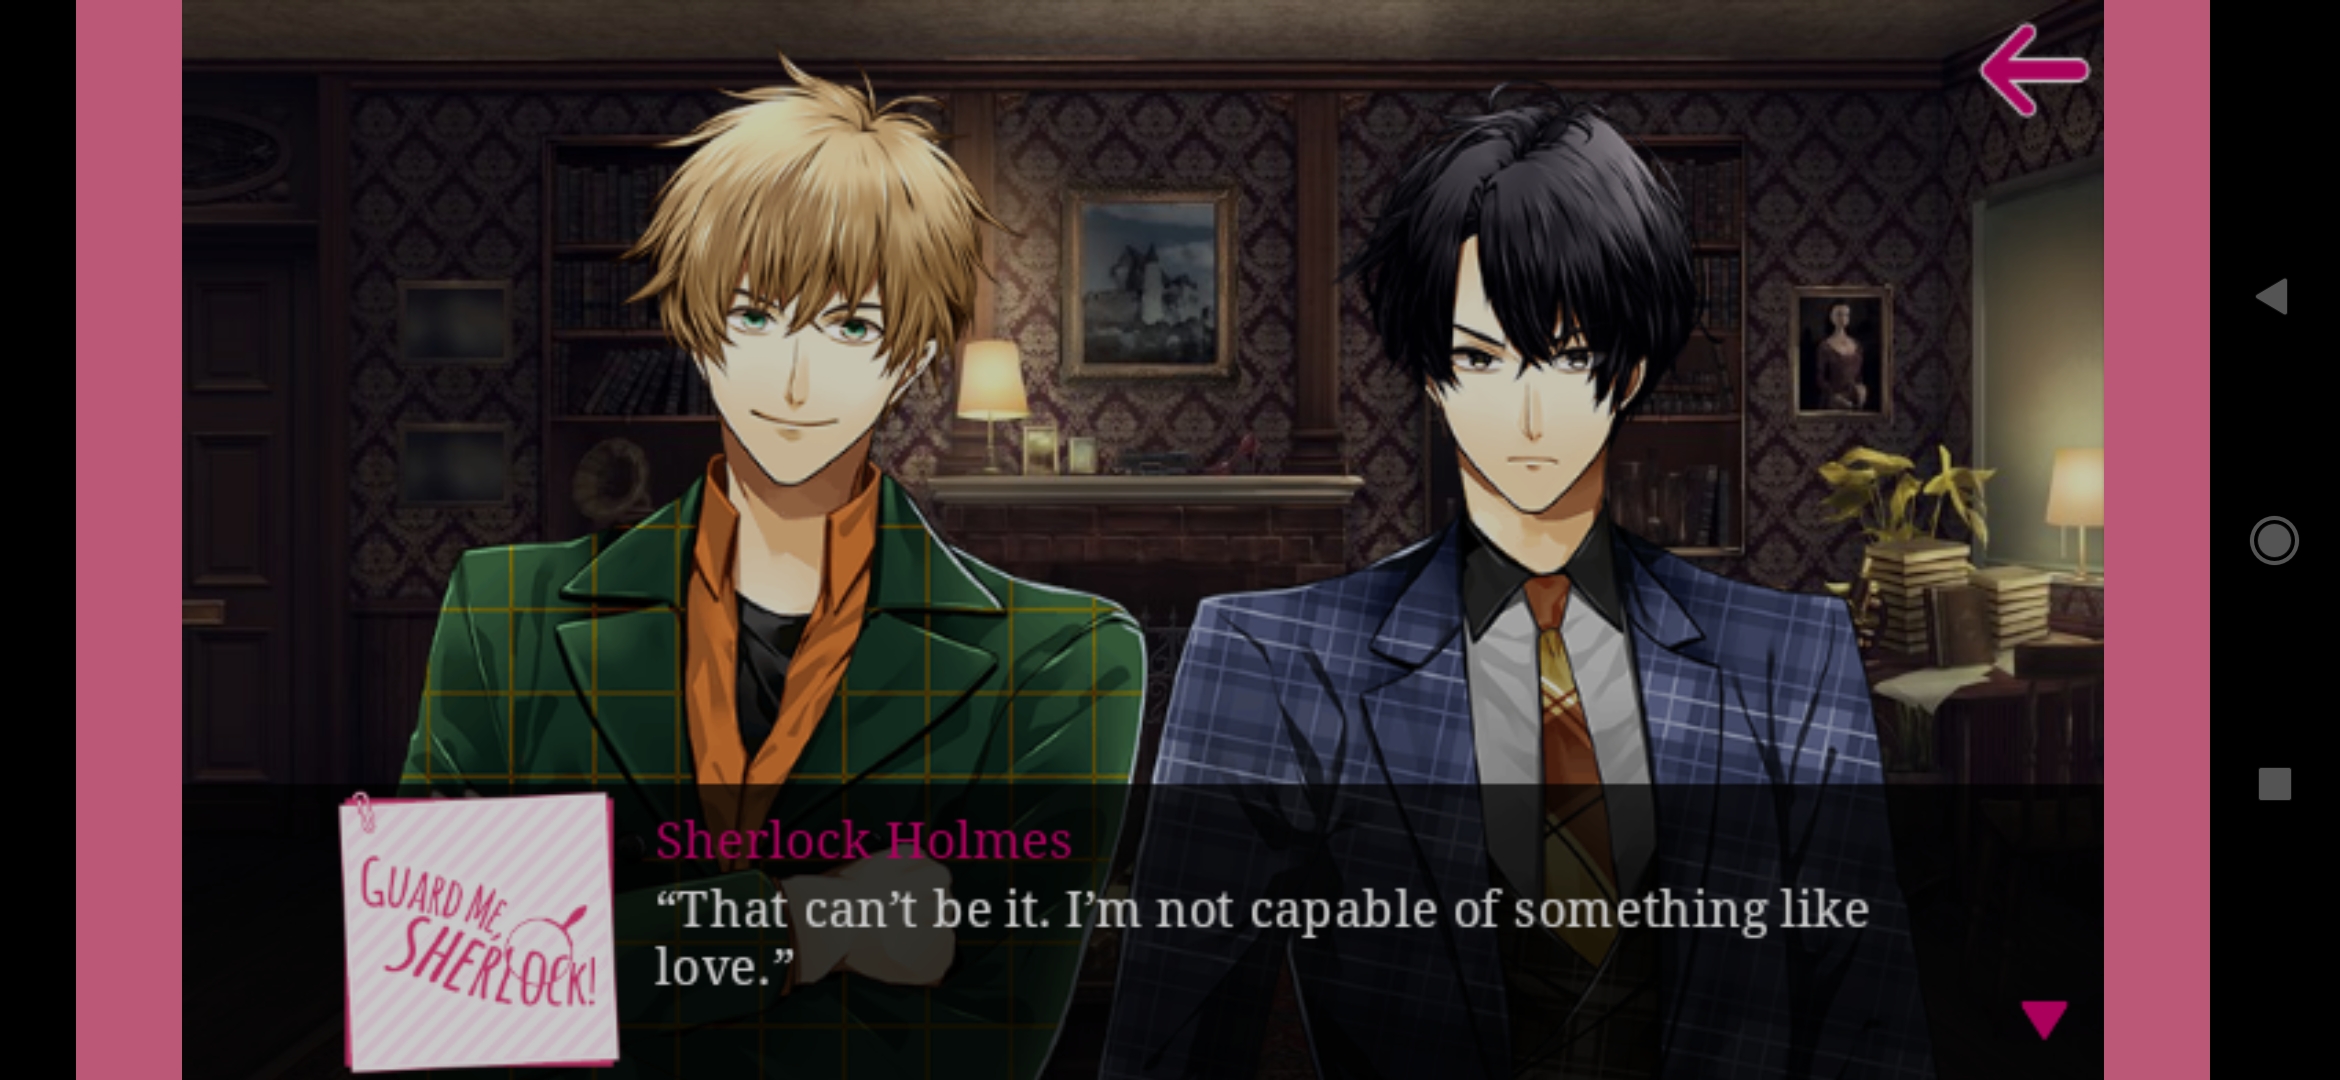 Sherlock Holmes
“That can’t be it. I’m not capable of something like
love.”
GUARD ME,
SHERLOCK!